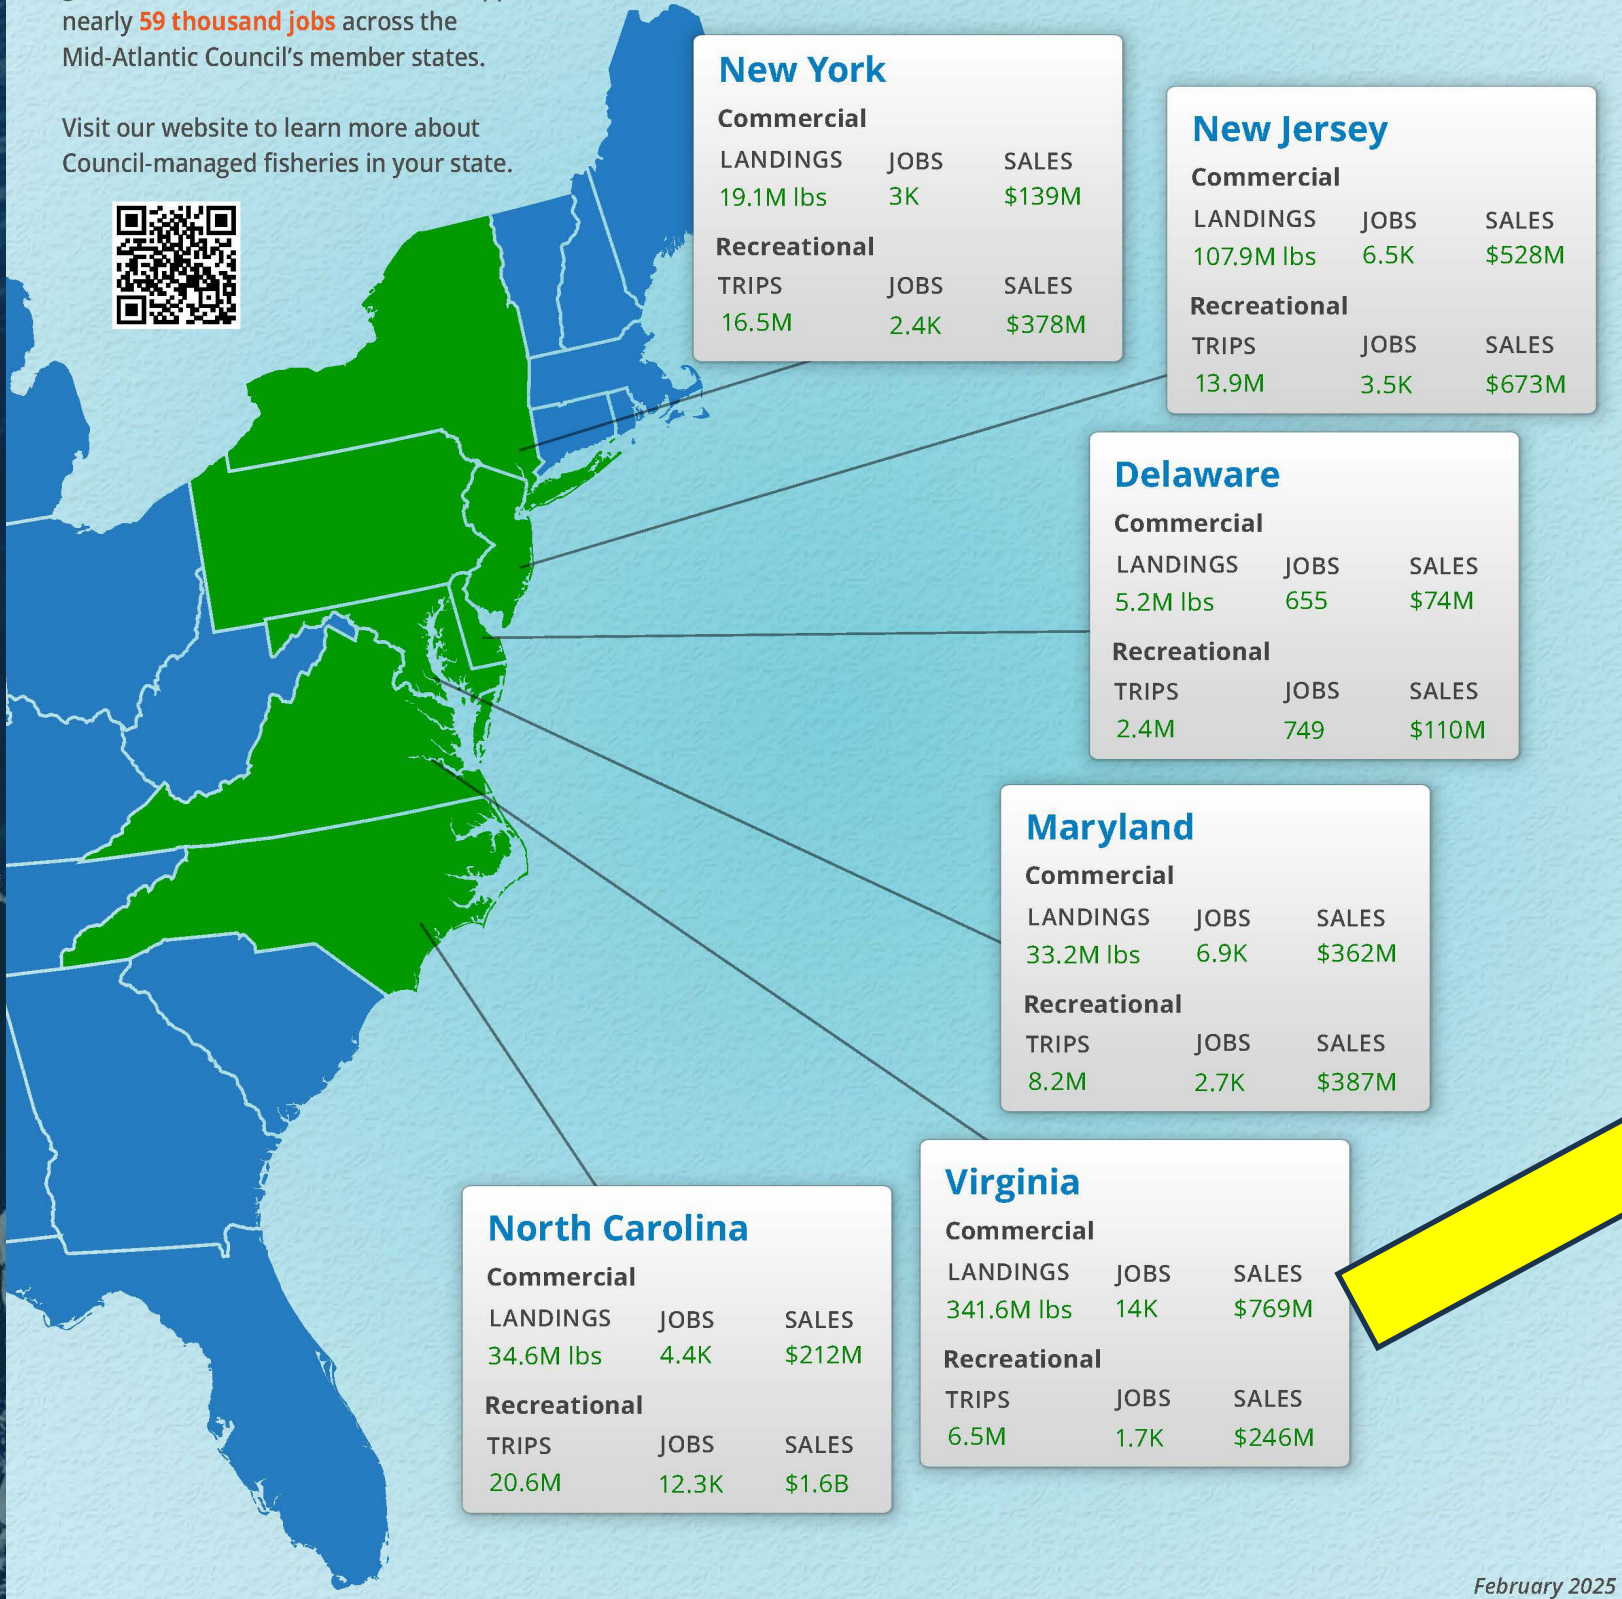 nearly 59 thousand jobs across the
Mid-Atlantic Council's member states.
Visit our website to learn more about
Council-managed fisheries in your state.
New York
Commercial
LANDINGS JOBS SALES
19.1M lbs 3K $139M
Recreational
TRIPS JOBS SALES
16.5M 2.4K $378M
New Jersey
Commercial
LANDINGS JOBS SALES
107.9M lbs 6.5K $528M
Recreational
TRIPS JOBS SALES
13.9M 3.5K $673M
Delaware
Commercial
LANDINGS JOBS SALES
5.2M lbs 655 $74M
Recreational
TRIPS JOBS SALES
2.4M 749 $110M
Maryland
Commercial
LANDINGS JOBS SALES
33.2M lbs 6.9K $362M
Recreational
TRIPS JOBS SALES
8.2M 2.7K $387M
Virginia
Commercial
LANDINGS JOBS SALES
341.6M lbs 14K $769M
Recreational
TRIPS JOBS SALES
6.5M 1.7K $246M
North Carolina
Commercial
LANDINGS JOBS SALES
34.6M lbs 4.4K $212M
Recreational
TRIPS JOBS SALES
20.6M 12.3K $1.6B
February 2025